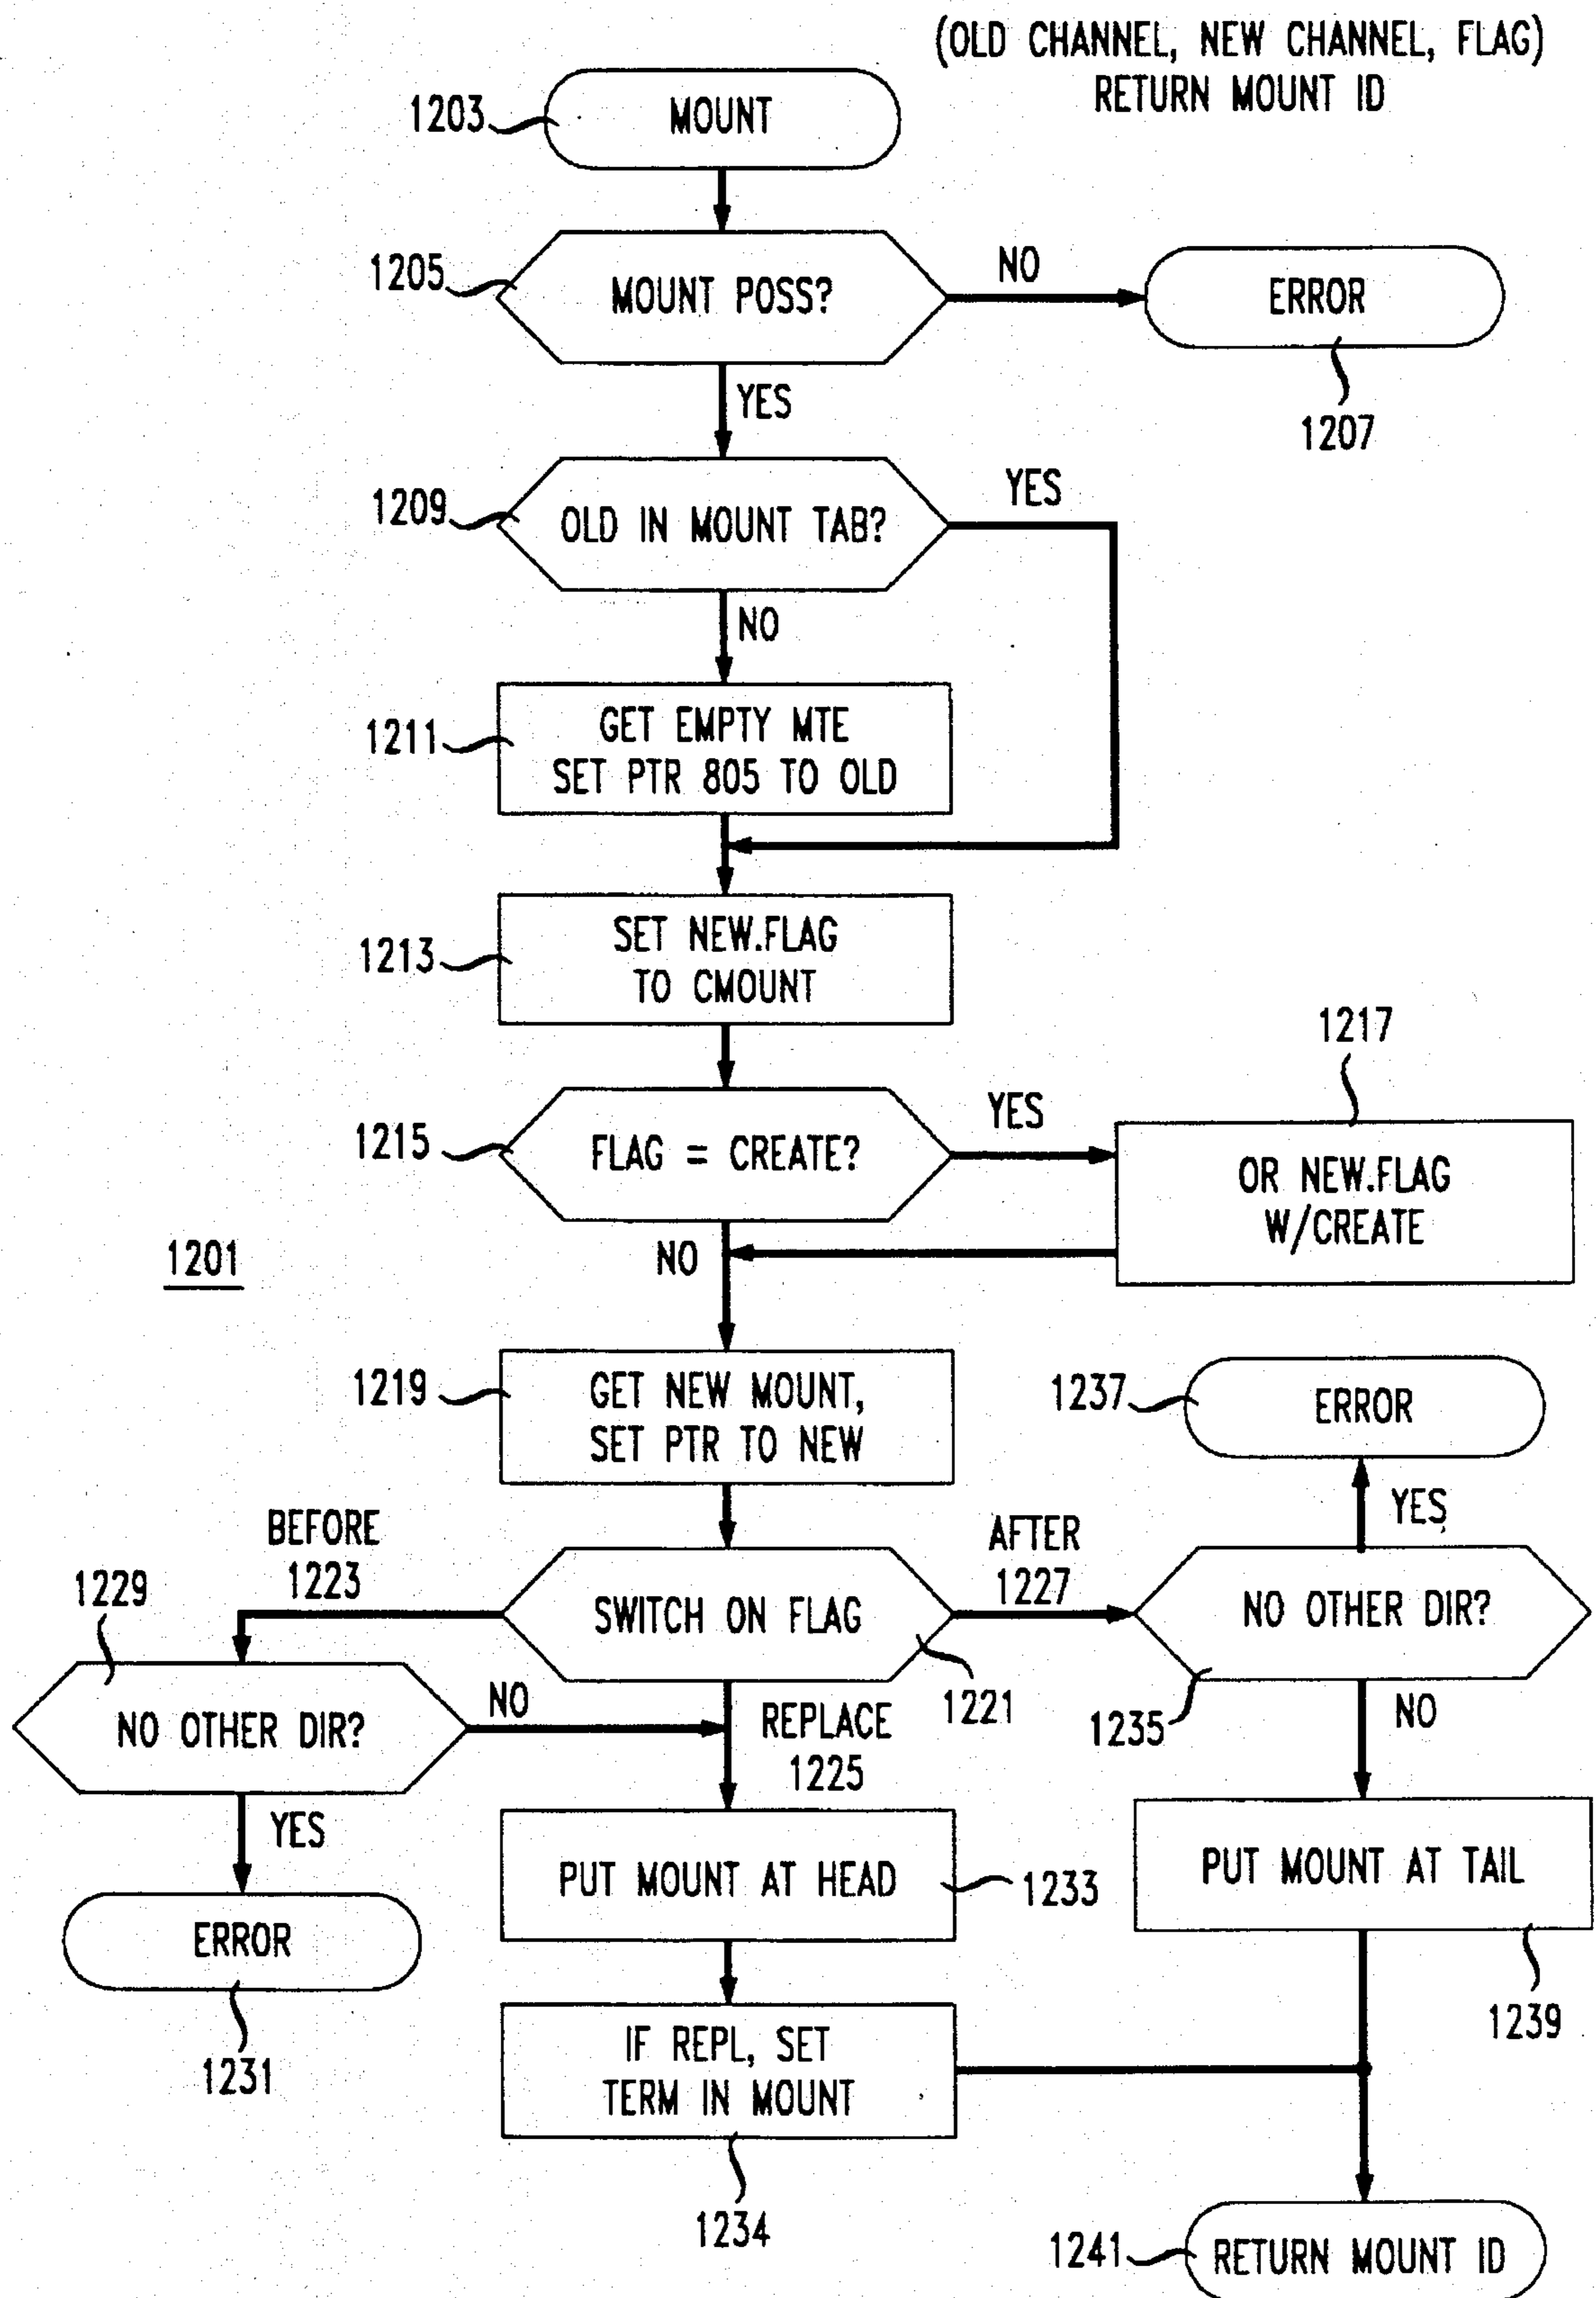 (OLD CHANNEL, NEW CHANNEL, FLAG)
RETURN MOUNT ID
1203
MOUNT
1205
MOUNT POSS?
NO
ERROR
1207
YES
1209
OLD IN MOUNT TAB?
YES
NO
1211
GET EMPTY MTE
SET PTR 805 TO OLD
1213
SET NEW.FLAG
TO CMOUNT
1217
1215
FLAG = CREATE?
YES
OR NEW.FLAG
W/CREATE
NO
1201
1219
GET NEW MOUNT,
SET PTR TO NEW
1237
ERROR
YES
BEFORE
1223
AFTER
1227
1229
SWITCH ON FLAG
1221
NO OTHER DIR?
1235
NO
NO OTHER DIR?
NO
REPLACE
1225
YES
PUT MOUNT AT HEAD
1233
PUT MOUNT AT TAIL
1239
ERROR
1231
IF REPL, SET
TERM IN MOUNT
1234
1241
RETURN MOUNT ID